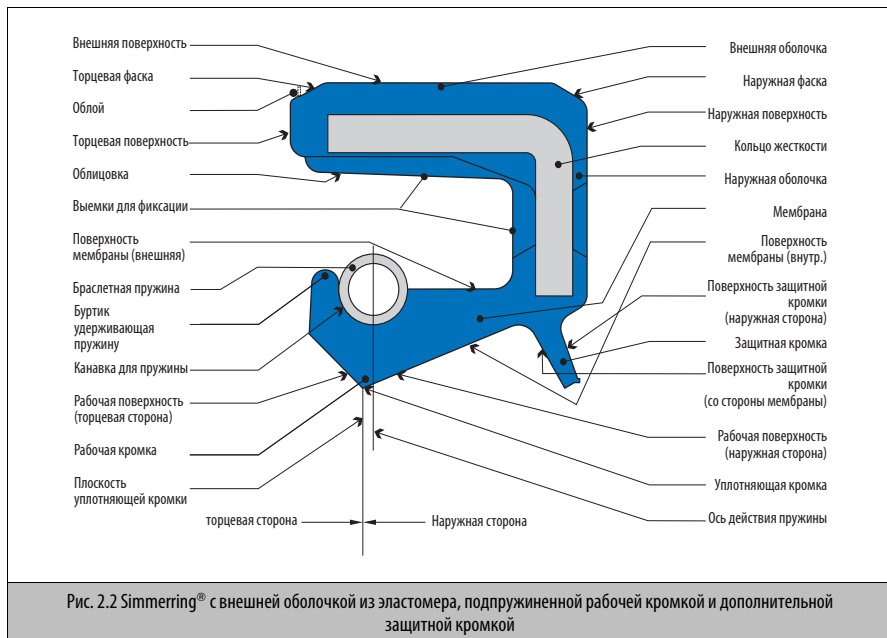 Внешняя поверхность
Торцевая фаска
Облой
Торцевая поверхность
Облицовка
Выемки для фиксации
Поверхность
мембраны (внешняя)
Браслетная пружина
Буртик
удерживающая
пружину
Канавка для пружины
Рабочая поверхность
(торцевая сторона)
Рабочая кромка
Плоскость
уплотняющей кромки
Внешняя оболочка
Наружная фаска
Наружная поверхность
Кольцо жесткости
Наружная оболочка
Мембрана
Поверхность
мембраны (внутр.)
Поверхность защитной
кромки
(наружная сторона)
Защитная кромка
Поверхность защитной
кромки
(со стороны мембраны)
Рабочая поверхность
(наружная сторона)
Уплотняющая кромка
Ось действия пружины
торцевая сторона
Наружная сторона
Рис. 2.2 Simmerring® с внешней оболочкой из эластомера, подпружиненной рабочей кромкой и дополнительной
защитной кромкой